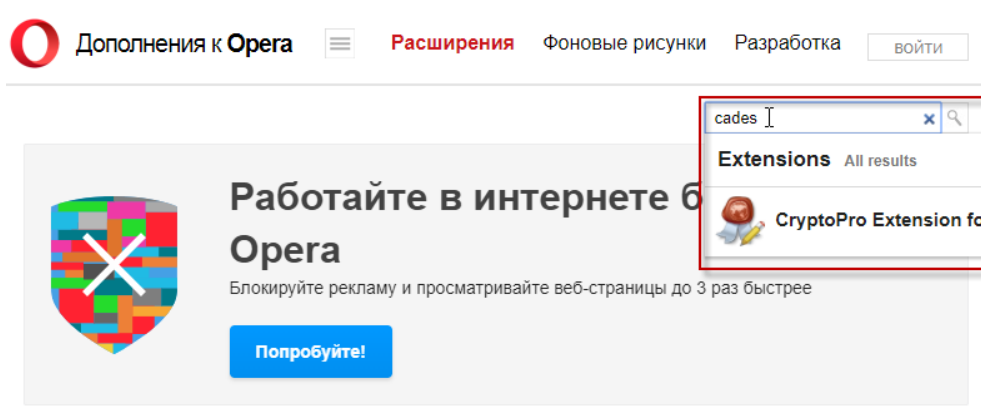 Дополнения к Opera Расширения Фоновые рисунки Разработка ВОЙТИ
cades
Extensions All results
CryptoPro Extension fo
Работайте в интернете б
Opera
Блокируйте рекламу и просматривайте веб-страницы до 3 раз быстрее
Попробуйте!